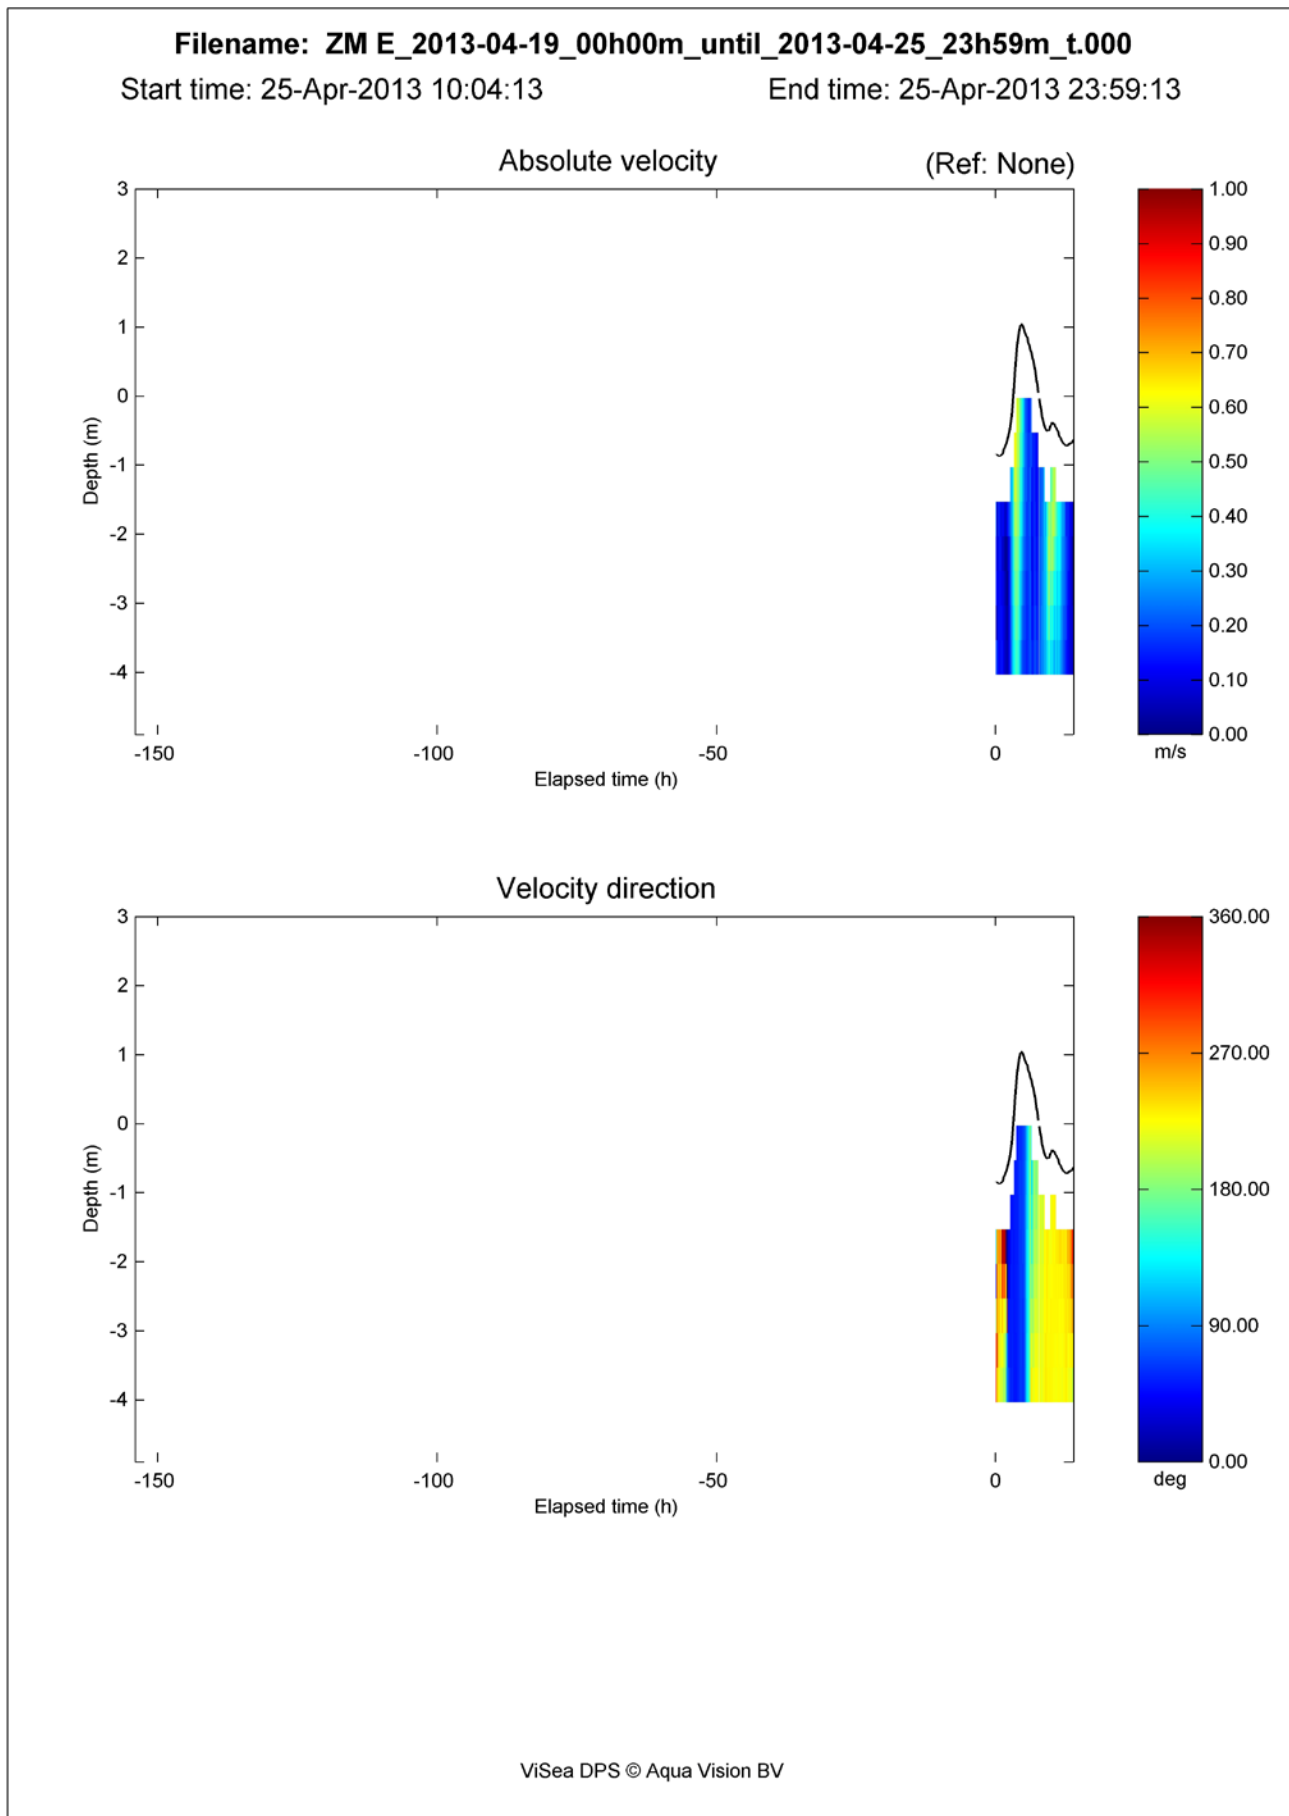 Filename:  ZM E_2013-04-19_00h00m_until_2013-04-25_23h59m_t.000
Start time: 25-Apr-2013 10:04:13 End time: 25-Apr-2013 23:59:13
Absolute velocity (Ref: None)
3
2
1
0
-1
-2
-3
-4
Depth (m)
-150 -100 -50 0
Elapsed time (h)
1.00
0.90
0.80
0.70
0.60
0.50
0.40
0.30
0.20
0.10
0.00
m/s
Velocity direction
3
2
1
0
-1
-2
-3
-4
Depth (m)
-150 -100 -50 0
Elapsed time (h)
360.00
270.00
180.00
90.00
0.00
deg
ViSea DPS © Aqua Vision BV